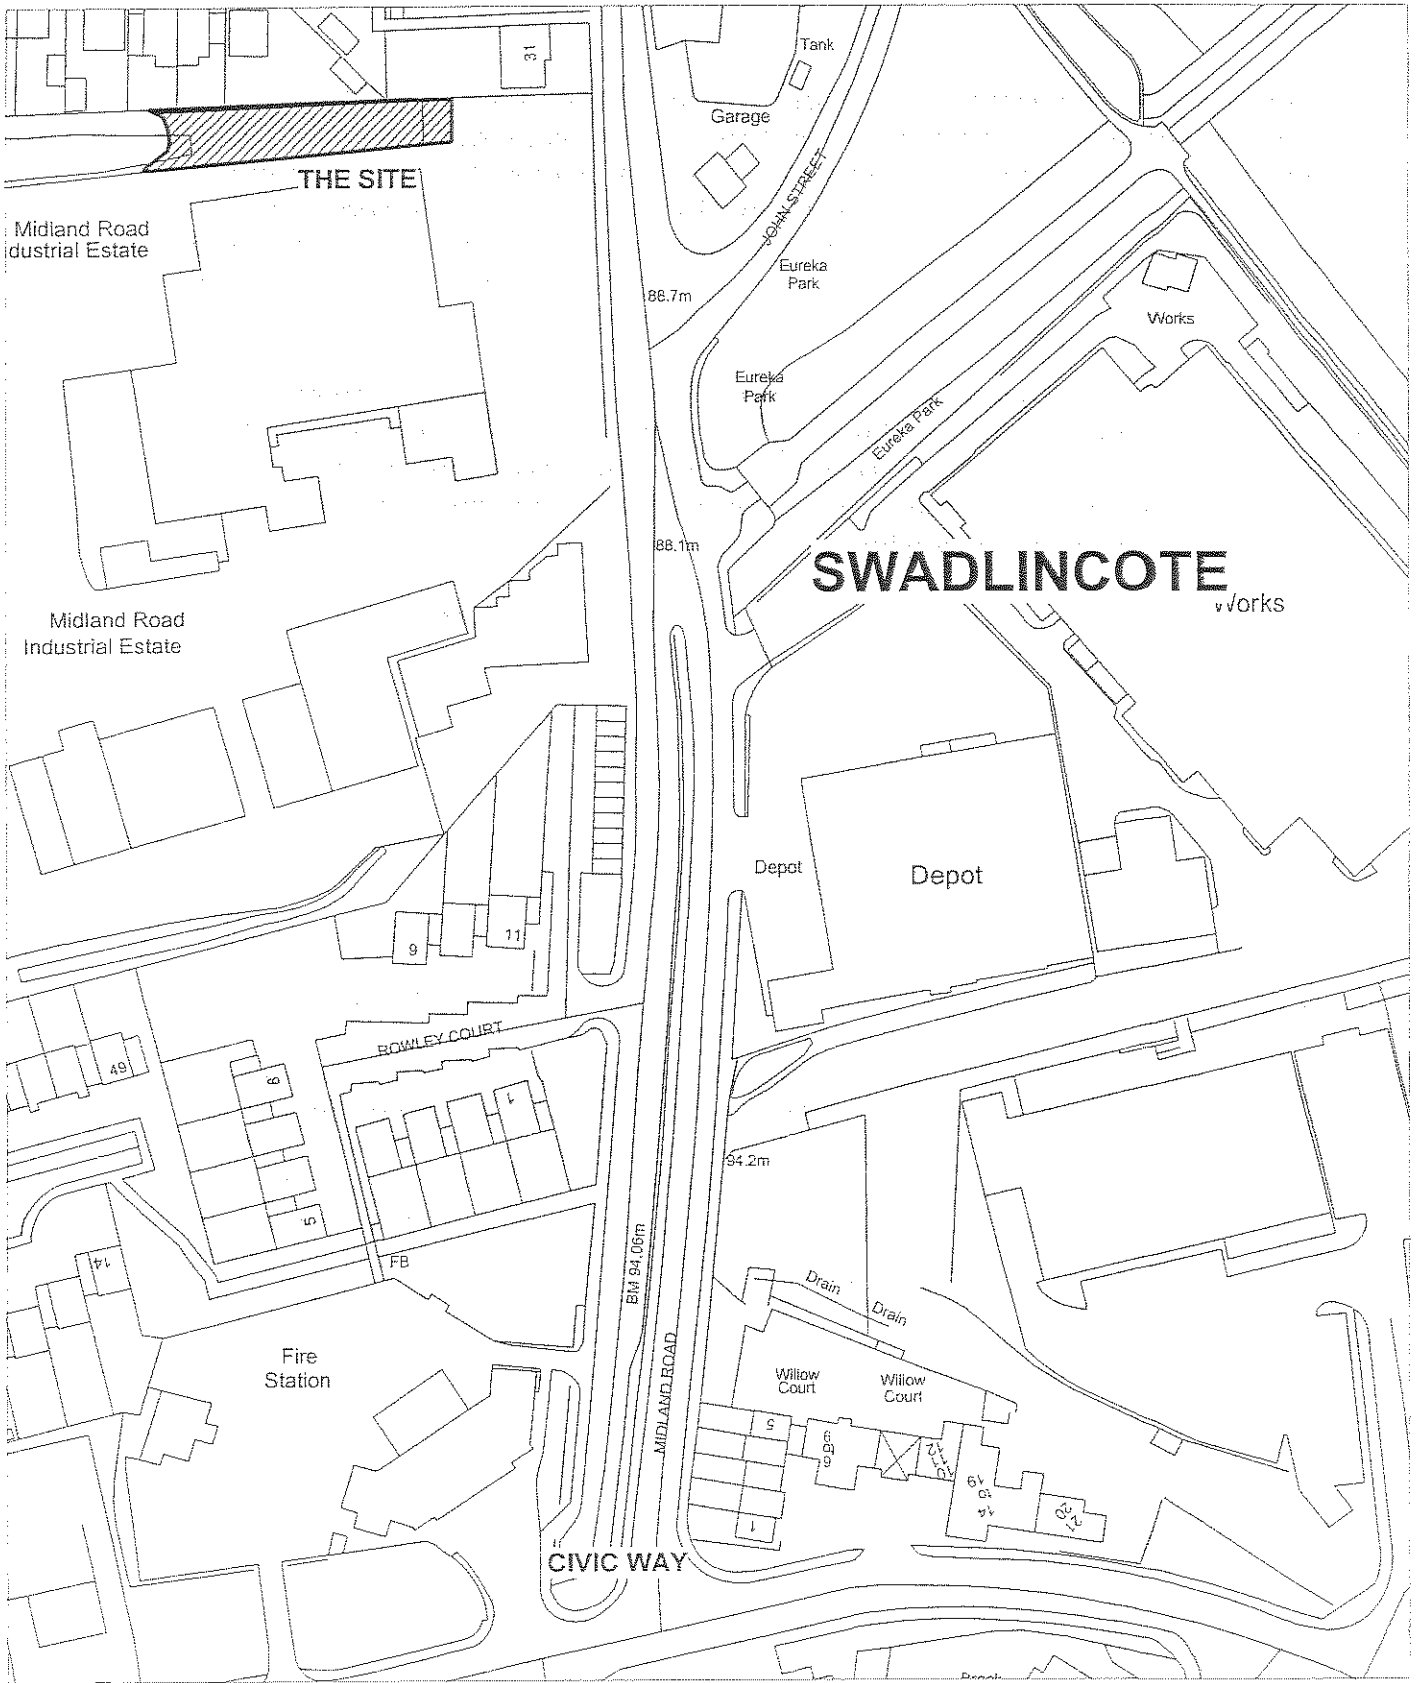 31
Tank
Garage
THE SITE
JOHN STREET
Midland Road
dustrial Estate
Eureka
Park
88.7m
Works
Eureka
Park
Eureka Park
88.1m
SWADLINCOTE
Works
Midland Road
Industrial Estate
Depot
Depot
9
11
ROWLEY COURT
49
1
94.2m
5
FB
14
BM 94.06m
Drain
Drain
Fire
Station
MIDLAND ROAD
Willow
Court
Willow
Court
5
19
14
20
21
1
CIVIC WAY